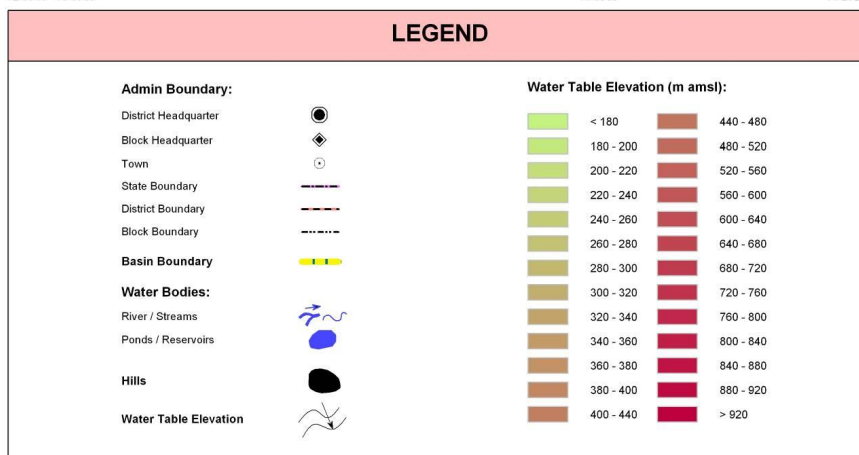 LEGEND
Admin Boundary:
District Headquarter
Block Headquarter
Town
State Boundary
District Boundary
Block Boundary
Basin Boundary
Water Bodies:
River / Streams
Ponds / Reservoirs
Hills
Water Table Elevation
Water Table Elevation (m amsl):
< 180
180 - 200
200 - 220
220 - 240
240 - 260
260 - 280
280 - 300
300 - 320
320 - 340
340 - 360
360 - 380
380 - 400
400 - 440
440 - 480
480 - 520
520 - 560
560 - 600
600 - 640
640 - 680
680 - 720
720 - 760
760 - 800
800 - 840
840 - 880
880 - 920
> 920